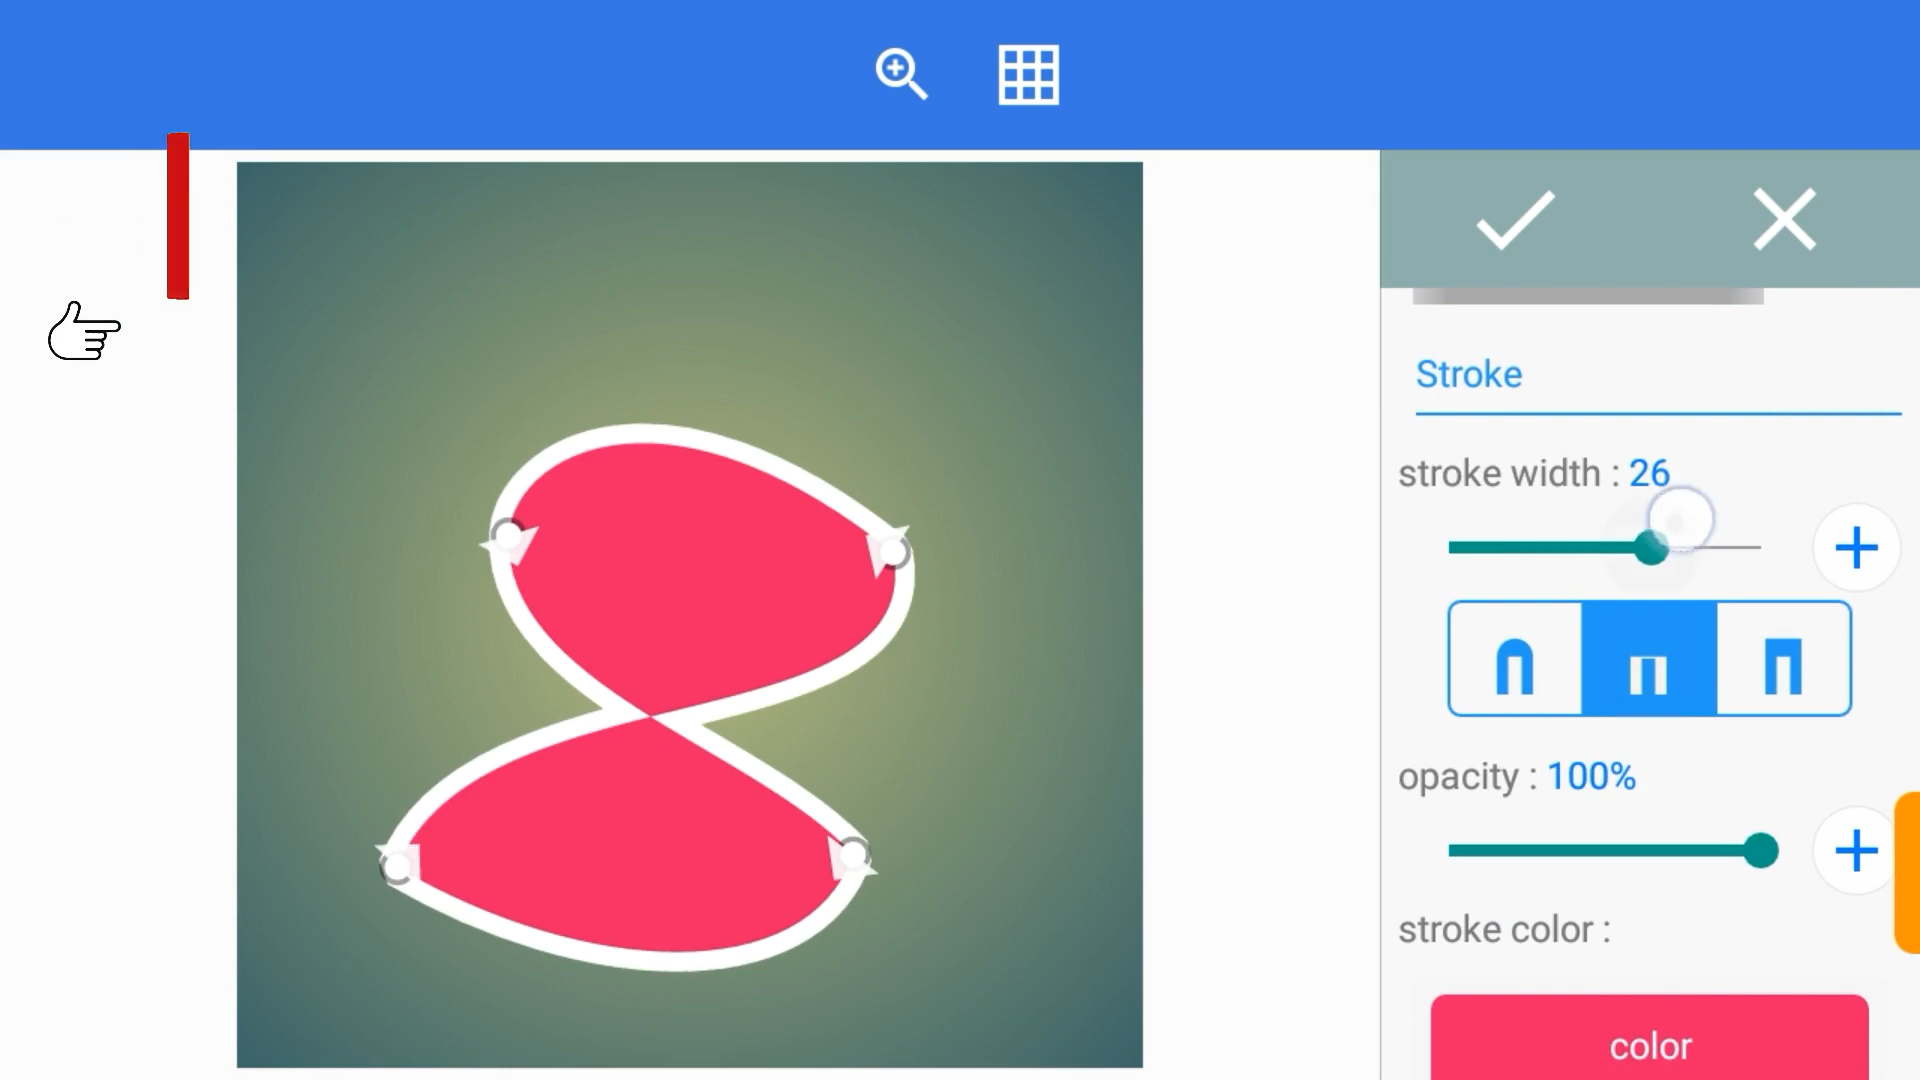 Stroke
stroke width : 26
opacity : 100%
stroke color :
color